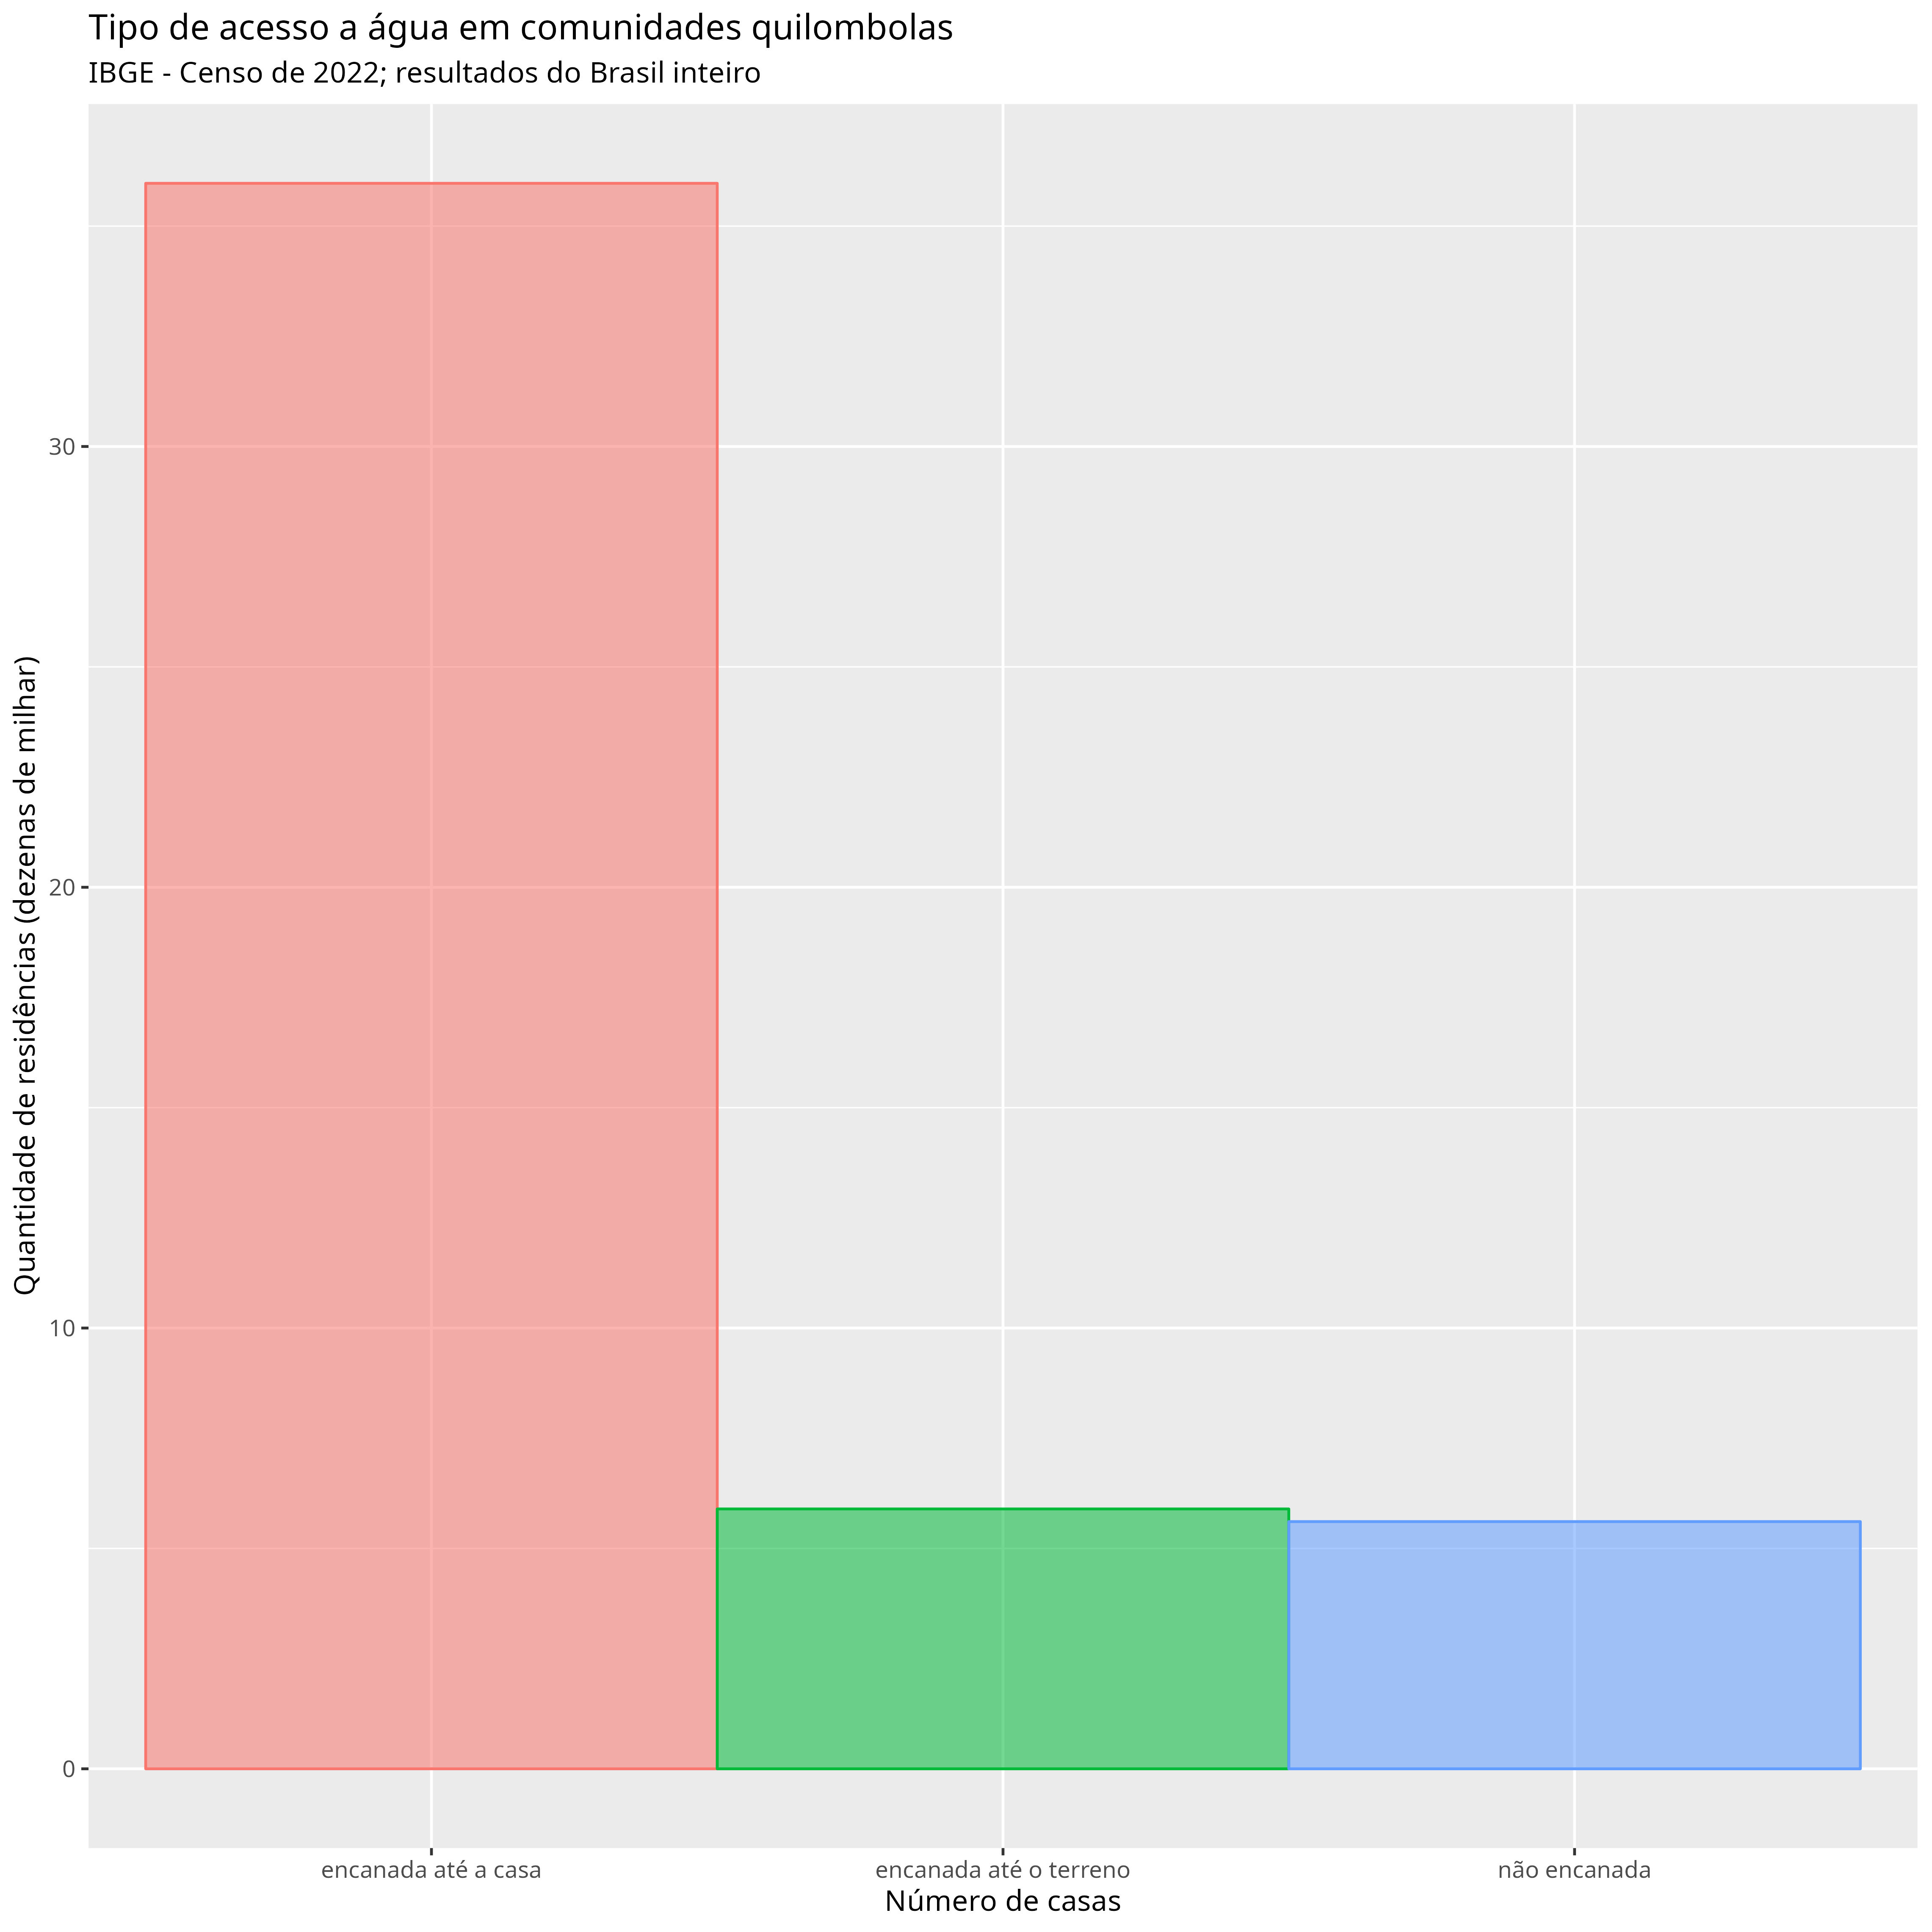 Tipo de acesso a água em comunidades quilombolas
IBGE - Censo de 2022; resultados do Brasil inteiro
Quantidade de residências (dezenas de milhar)
30
20
10
0
encanada até a casa
encanada até o terreno
não encanada
Número de casas